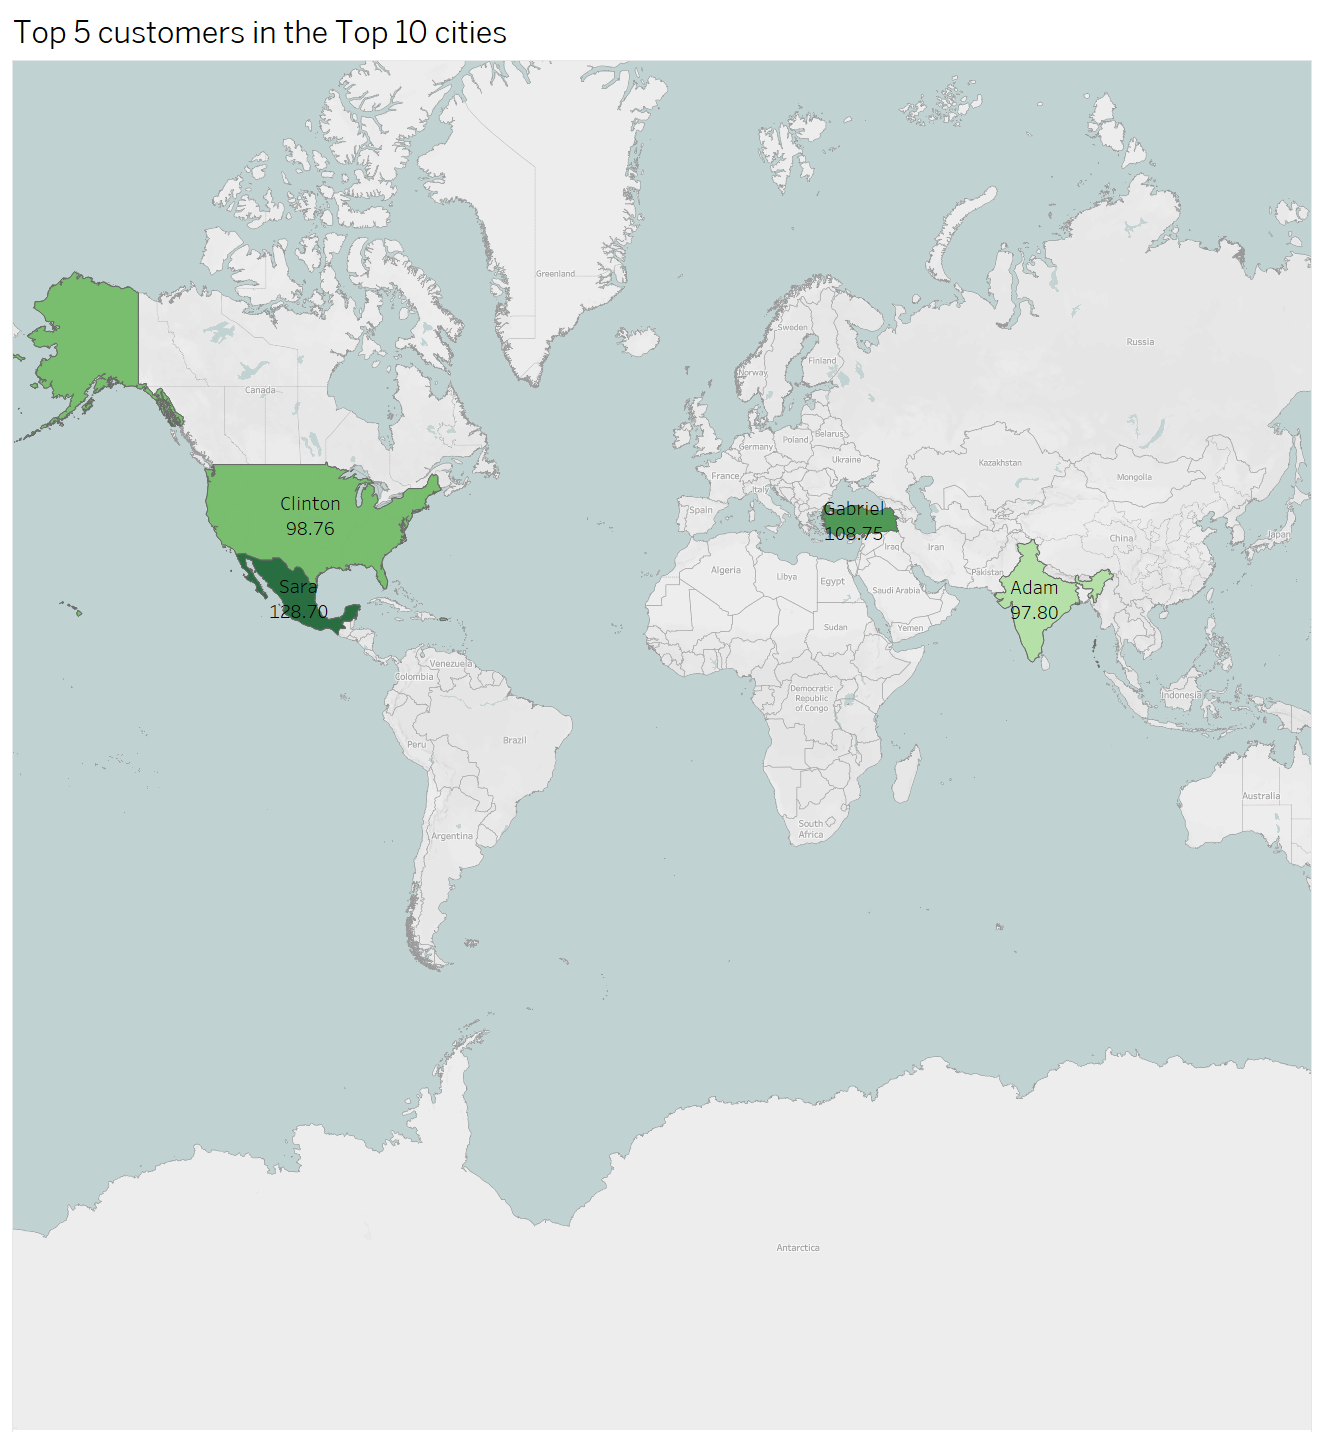 Top 5 customers in the Top 10 cities
Greenland
Sweden
Finland
Norway
Russia
Canada
Poland
Belarus
Germany
Ukraine
France
Kazakhstan
Mongolia
Italy
Spain
Clinton
98.76
Gabriel
108.75
Japan
China
Iraq
Iran
Algeria
Libya
Egypt
Pakistan
Saudi Arabia
Sara
128.70
Adam
97.80
Sudan
Yemen
Venezuela
Colombia
Democratic
Republic
of Congo
Indonesia
Peru
Brazil
Australia
South
Africa
Argentina
Antarctica